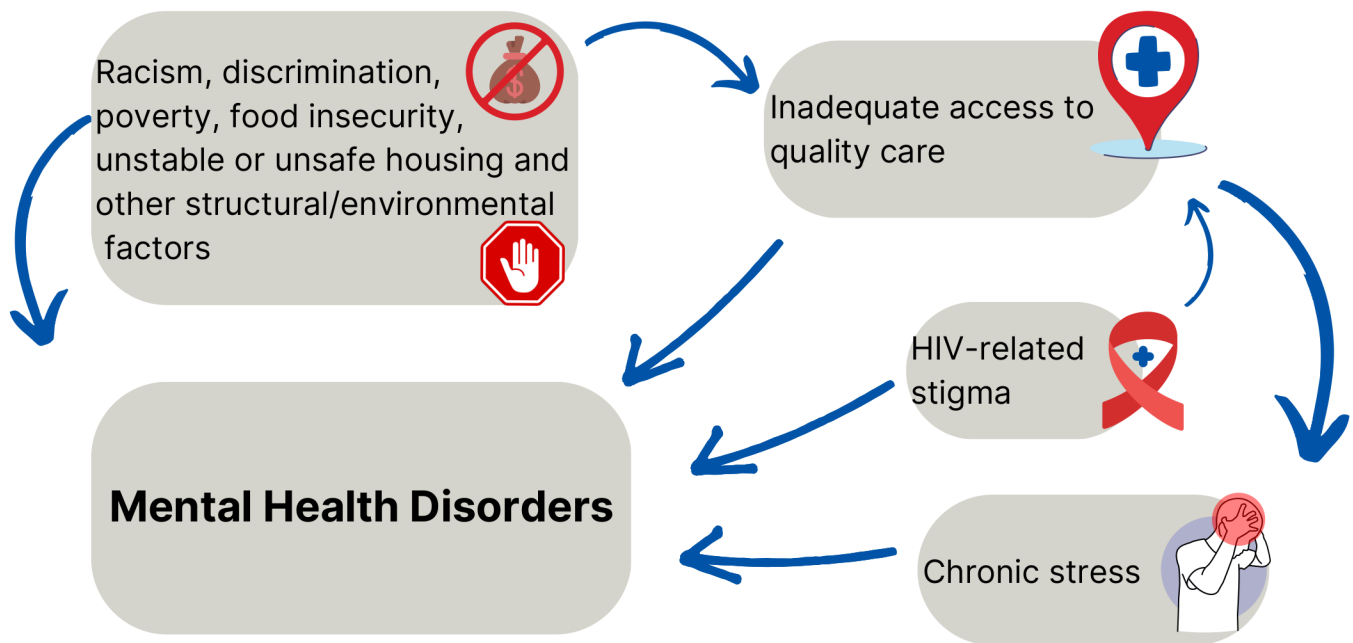 Racism, discrimination,
poverty, food insecurity,
unstable or unsafe housing and
other structural/environmental
factors
Inadequate access to
quality care
HIV-related
stigma
Mental Health Disorders
Chronic stress